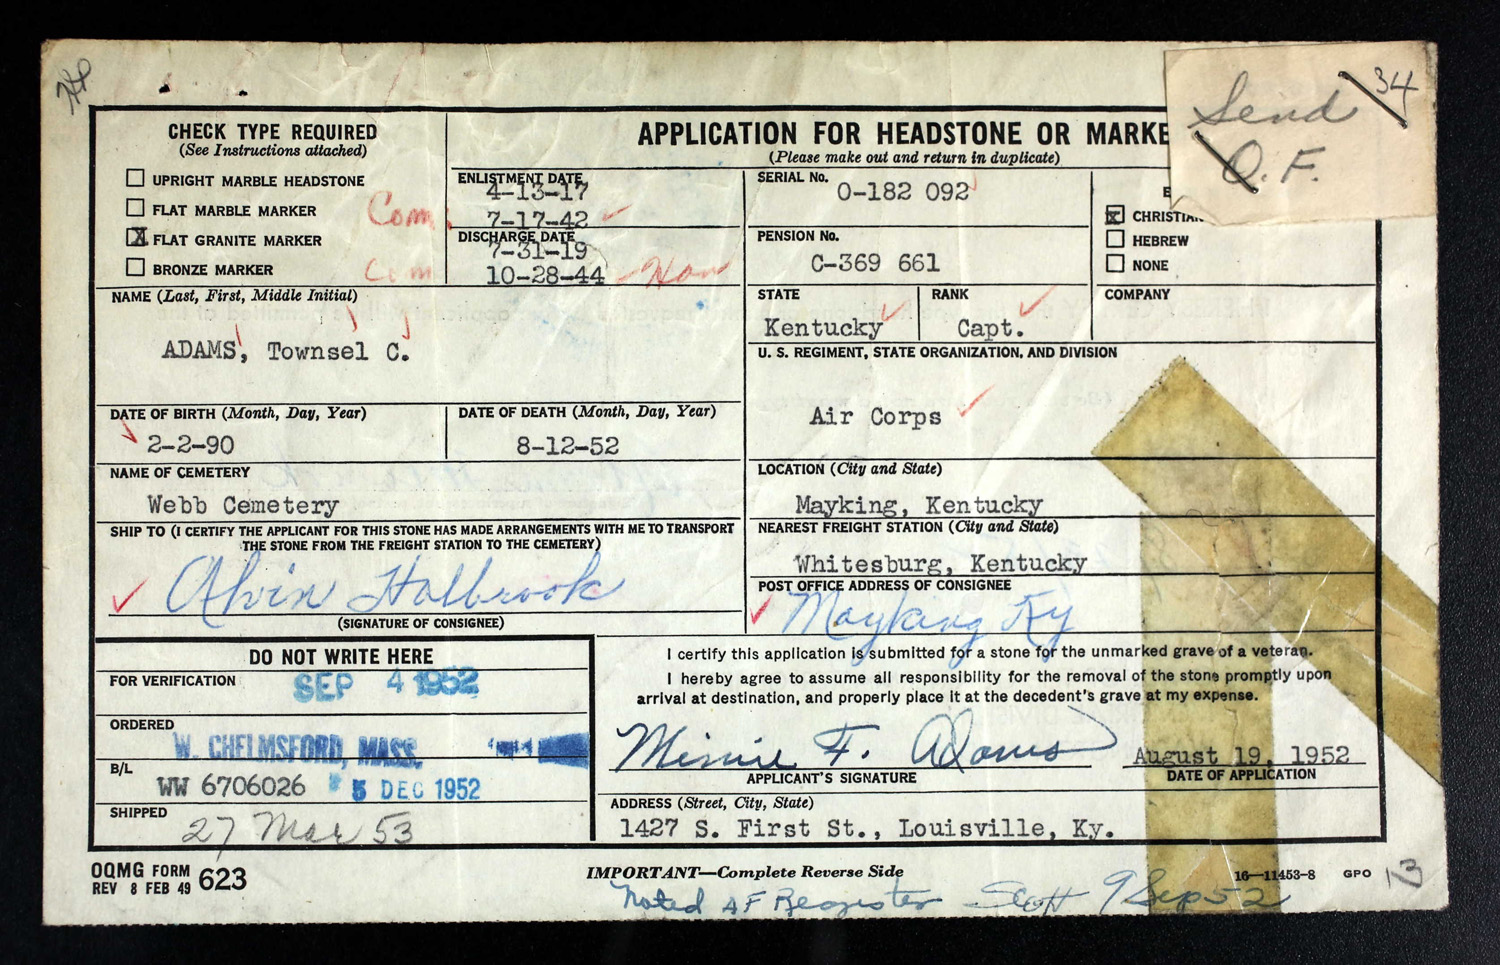 34
Send
O.F.
CHECK TYPE REQUIRED
(See Instructions attached)
UPRIGHT MARBLE HEADSTONE
FLAT MARBLE MARKER
Com.
X FLAT GRANITE MARKER
BRONZE MARKER
Com
APPLICATION FOR HEADSTONE OR MARKE
(Please make out and return in duplicate)
ENLISTMENT DATE
4-13-17
7-17-42
DISCHARGE DATE
7-31-19
10-28-44
Hon
SERIAL No.
O-182 092
PENSION No.
C-369 661
E
X CHRISTIAN
HEBREW
NONE
STATE
Kentucky
RANK
Capt.
COMPANY
NAME (Last, First, Middle Initial)
ADAMS, Townsel C.
U. S. REGIMENT, STATE ORGANIZATION, AND DIVISION
Air Corps
DATE OF BIRTH (Month, Day, Year)
2-2-90
DATE OF DEATH (Month, Day, Year)
8-12-52
NAME OF CEMETERY
Webb Cemetery
LOCATION (City and State)
Mayking, Kentucky
SHIP TO (I CERTIFY THE APPLICANT FOR THIS STONE HAS MADE ARRANGEMENTS WITH ME TO TRANSPORT
THE STONE FROM THE FREIGHT STATION TO THE CEMETERY)
Alvin Holbrook
(SIGNATURE OF CONSIGNEE)
NEAREST FREIGHT STATION (City and State)
Whitesburg, Kentucky
POST OFFICE ADDRESS OF CONSIGNEE
Mayking Ky
DO NOT WRITE HERE
FOR VERIFICATION
SEP 4 1952
ORDERED
W. CHELMSFORD, MASS.
B/L
WW 6706026
5 DEC 1952
SHIPPED
27 Mar 53
I certify this application is submitted for a stone for the unmarked grave of a veteran.
I hereby agree to assume all responsibility for the removal of the stone promptly upon
arrival at destination, and properly place it at the decedent's grave at my expense.
Minnie F. Adams
APPLICANT'S SIGNATURE
August 19, 1952
DATE OF APPLICATION
ADDRESS (Street, City, State)
1427 S. First St., Louisville, Ky.
OQMG FORM 623
REV 8 FEB 49
IMPORTANT—Complete Reverse Side
16—11453-8 GPO
13
Noted AF Register Scott 9 Sep 52